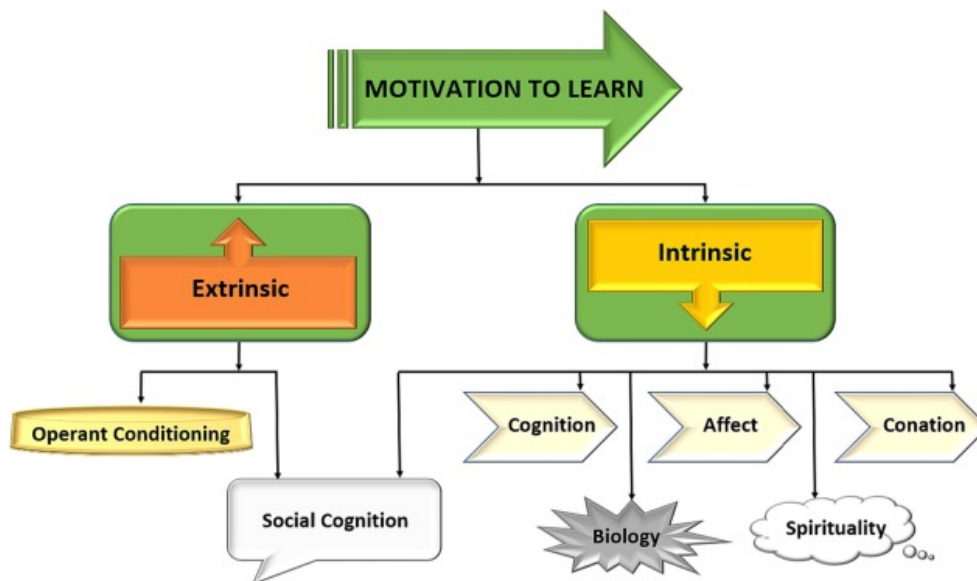 MOTIVATION TO LEARN
Extrinsic
Intrinsic
Operant Conditioning
Cognition
Affect
Conation
Social Cognition
Biology
Spirituality